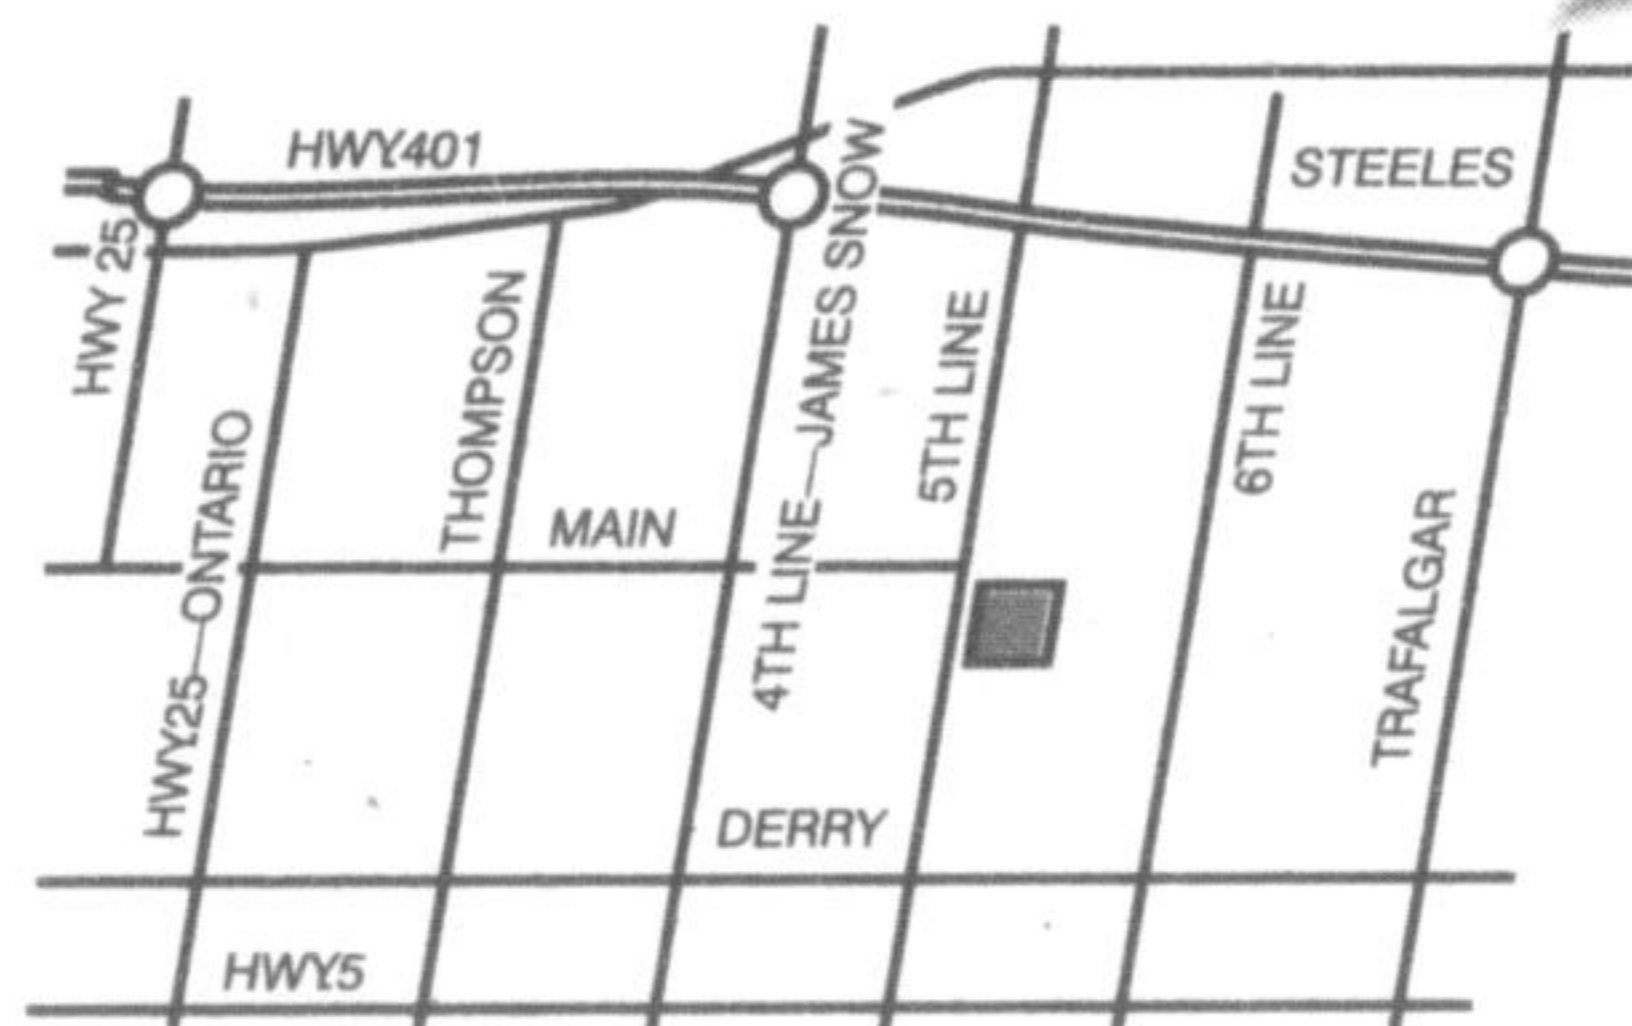 HWY.401
STEELES
HWY 25
JAMES SNOW
5TH LINE
6TH LINE
THOMPSON
ONTARIO
MAIN
4TH LINE
TRAFALGAR
HWY.25
DERRY
HWY.5